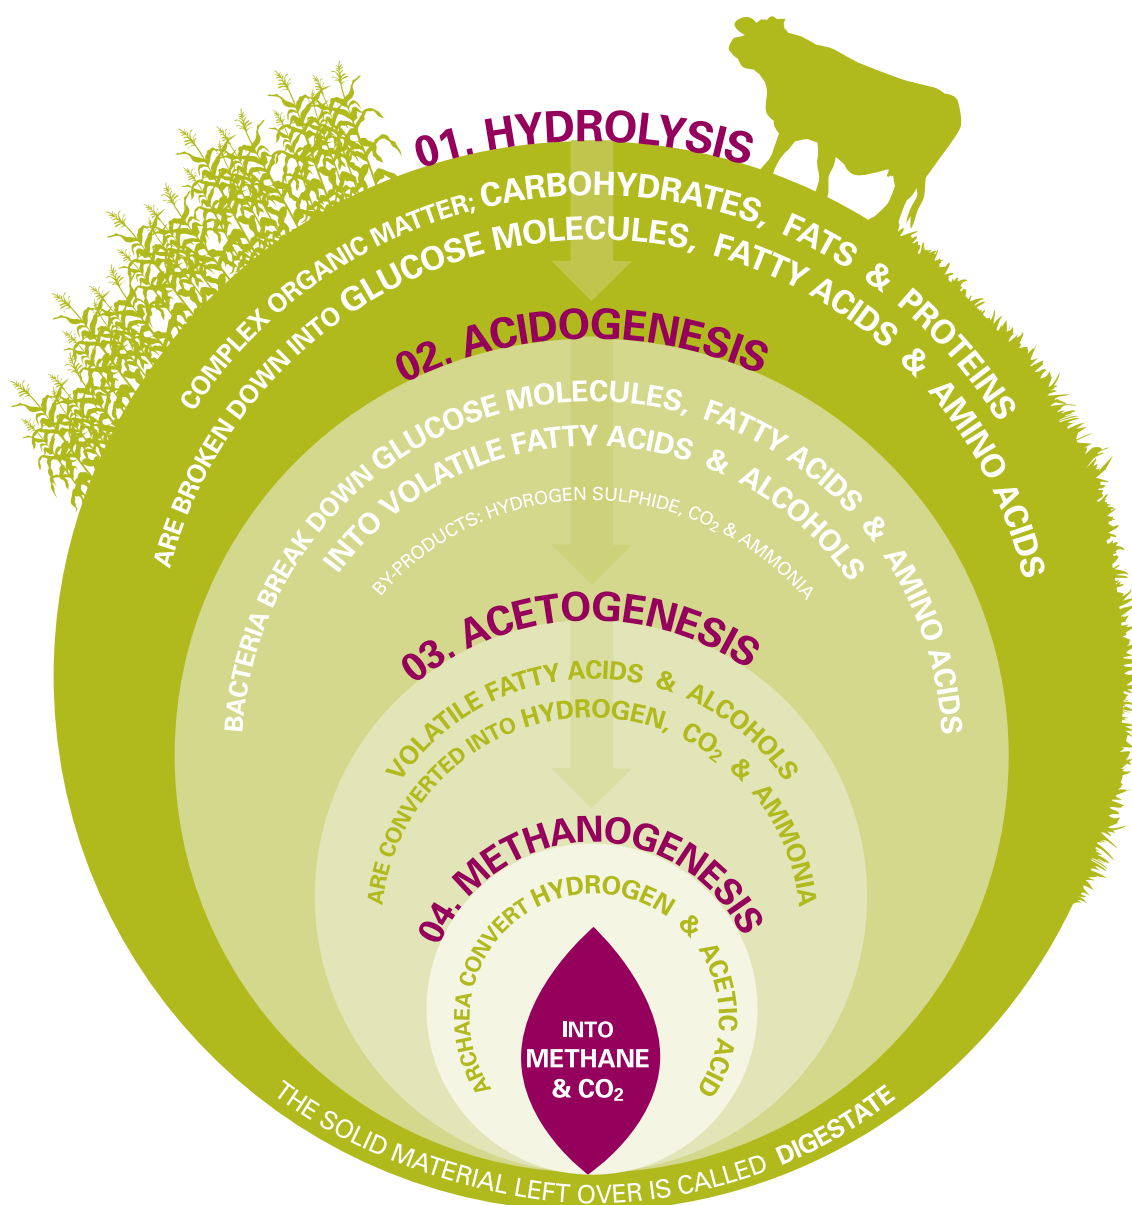 01. HYDROLYSIS
COMPLEX ORGANIC MATTER; CARBOHYDRATES, FATS & PROTEINS
ARE BROKEN DOWN INTO GLUCOSE MOLECULES, FATTY ACIDS & AMINO ACIDS
02. ACIDOGENESIS
BACTERIA BREAK DOWN GLUCOSE MOLECULES, FATTY ACIDS & AMINO ACIDS
INTO VOLATILE FATTY ACIDS & ALCOHOLS
BY-PRODUCTS: HYDROGEN SULPHIDE, CO₂ & AMMONIA
03. ACETOGENESIS
VOLATILE FATTY ACIDS & ALCOHOLS
ARE CONVERTED INTO HYDROGEN, CO₂ & AMMONIA
04. METHANOGENESIS
ARCHAEA CONVERT HYDROGEN & ACETIC ACID
INTO
METHANE
& CO₂
THE SOLID MATERIAL LEFT OVER IS CALLED DIGESTATE